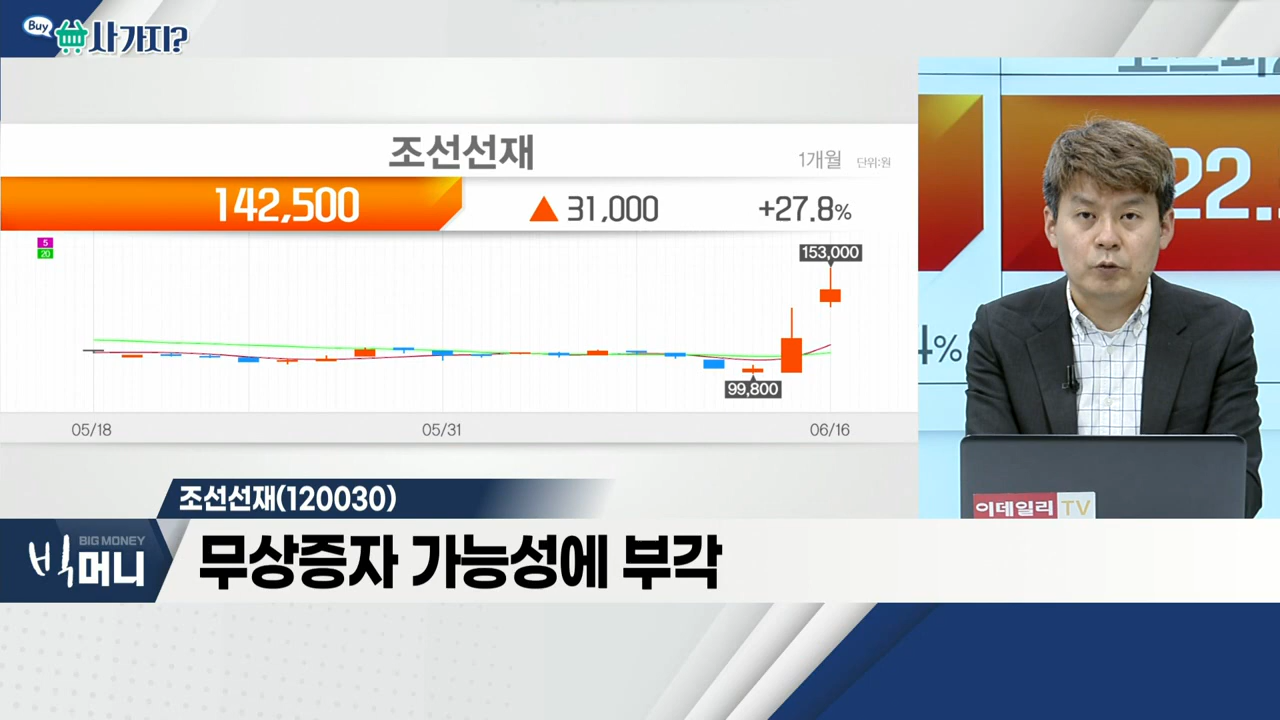 Buy
사가지?
조선선재
1개월 단위:원
142,500 ▲ 31,000 +27.8%
5
20
153,000
99,800
05/18 05/31 06/16
22.
4%
이데일리 TV
조선선재(120030)
BIG MONEY
빅머니
무상증자 가능성에 부각